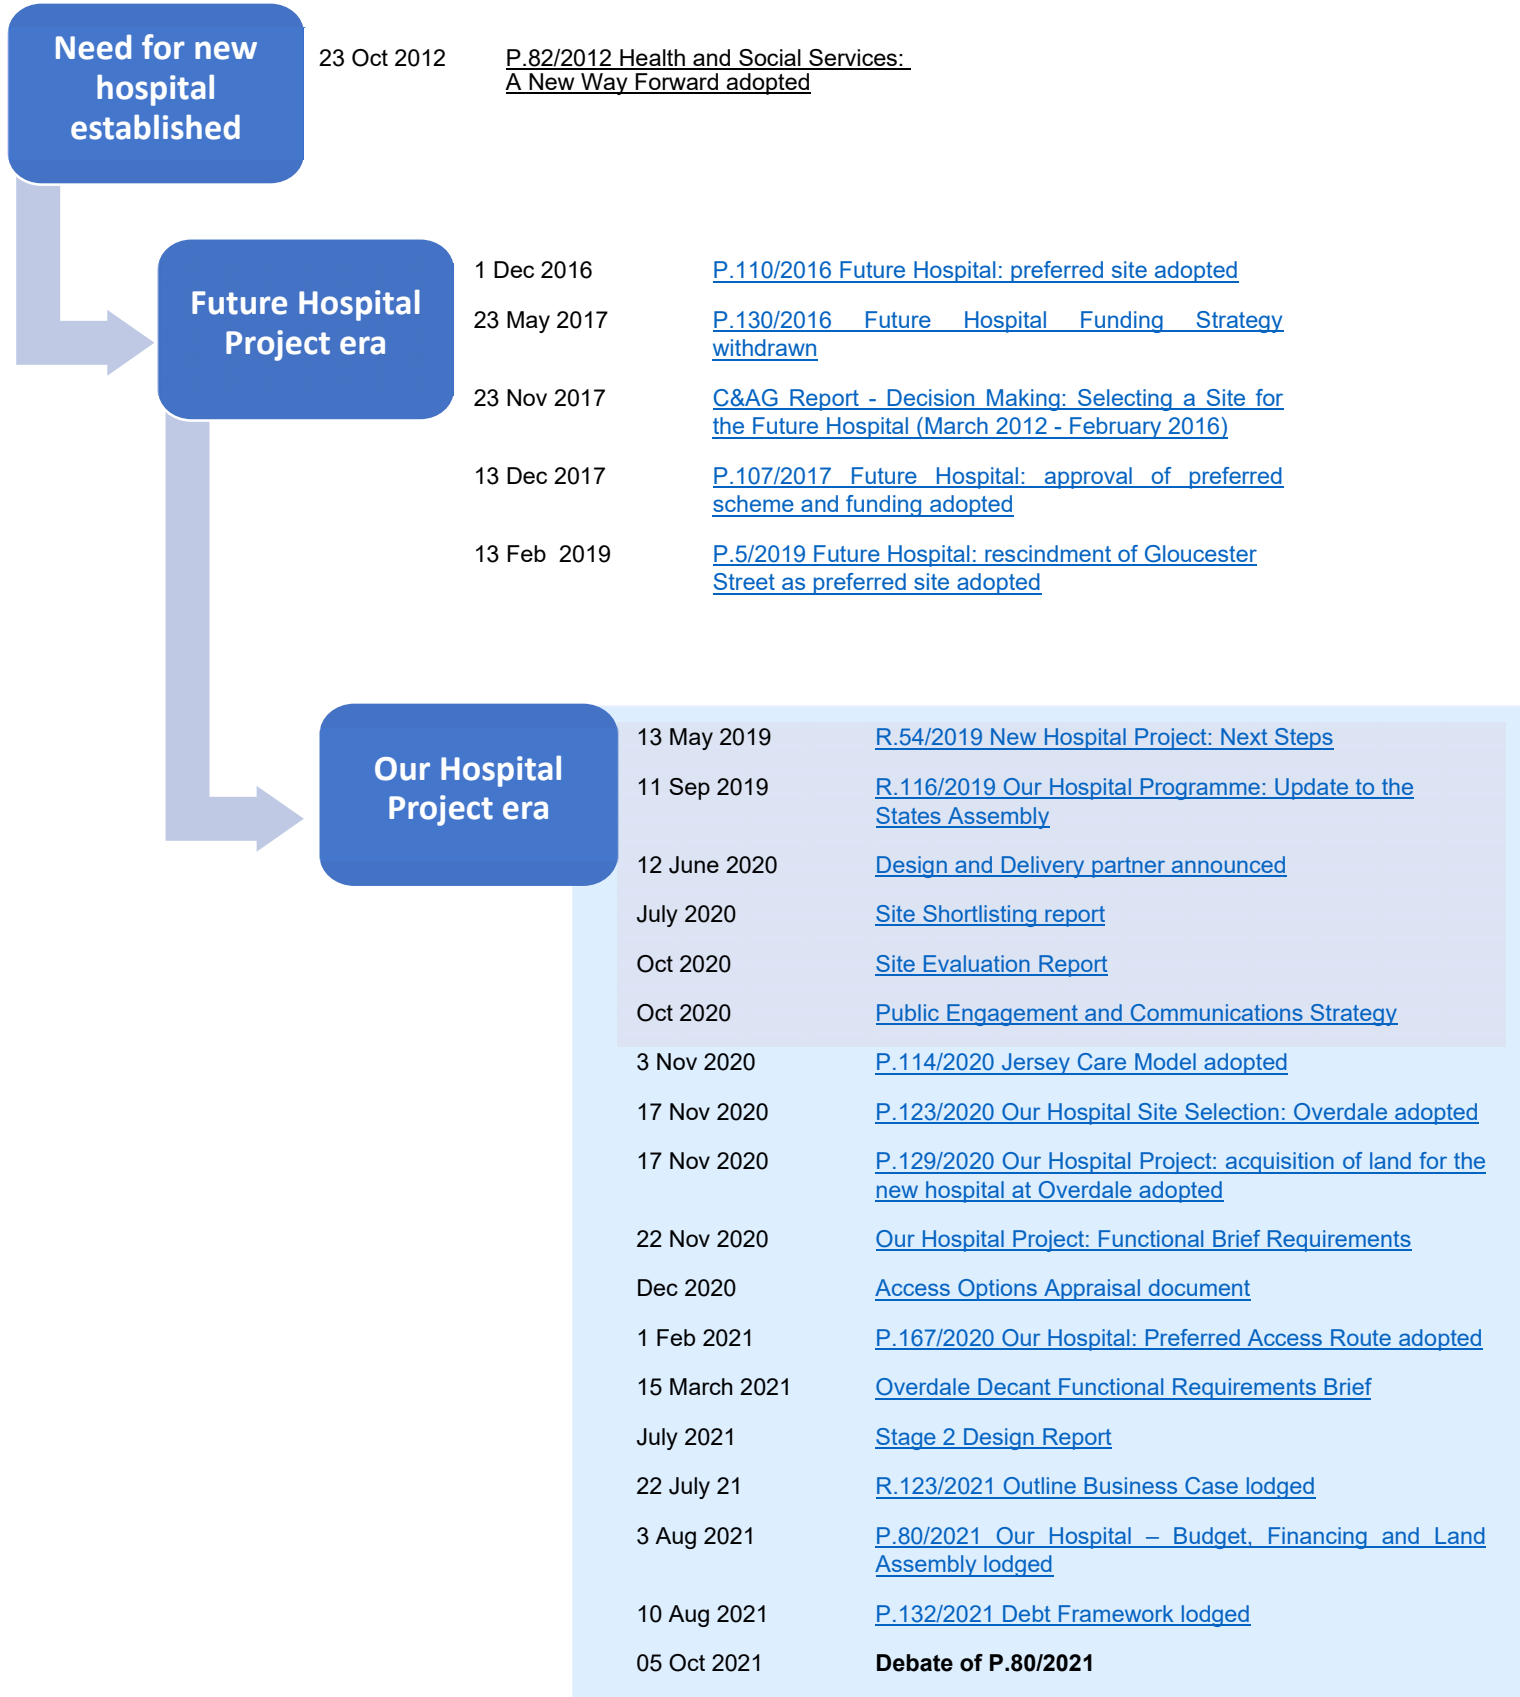 Need for new
hospital
established
23 Oct 2012
P.82/2012 Health and Social Services:
A New Way Forward adopted
Future Hospital
Project era
1 Dec 2016
P.110/2016 Future Hospital: preferred site adopted
23 May 2017
P.130/2016 Future Hospital Funding Strategy
withdrawn
23 Nov 2017
C&AG Report - Decision Making: Selecting a Site for
the Future Hospital (March 2012 - February 2016)
13 Dec 2017
P.107/2017 Future Hospital: approval of preferred
scheme and funding adopted
13 Feb 2019
P.5/2019 Future Hospital: rescindment of Gloucester
Street as preferred site adopted
Our Hospital
Project era
13 May 2019
R.54/2019 New Hospital Project: Next Steps
11 Sep 2019
R.116/2019 Our Hospital Programme: Update to the
States Assembly
12 June 2020
Design and Delivery partner announced
July 2020
Site Shortlisting report
Oct 2020
Site Evaluation Report
Oct 2020
Public Engagement and Communications Strategy
3 Nov 2020
P.114/2020 Jersey Care Model adopted
17 Nov 2020
P.123/2020 Our Hospital Site Selection: Overdale adopted
17 Nov 2020
P.129/2020 Our Hospital Project: acquisition of land for the
new hospital at Overdale adopted
22 Nov 2020
Our Hospital Project: Functional Brief Requirements
Dec 2020
Access Options Appraisal document
1 Feb 2021
P.167/2020 Our Hospital: Preferred Access Route adopted
15 March 2021
Overdale Decant Functional Requirements Brief
July 2021
Stage 2 Design Report
22 July 21
R.123/2021 Outline Business Case lodged
3 Aug 2021
P.80/2021 Our Hospital – Budget, Financing and Land
Assembly lodged
10 Aug 2021
P.132/2021 Debt Framework lodged
05 Oct 2021
Debate of P.80/2021